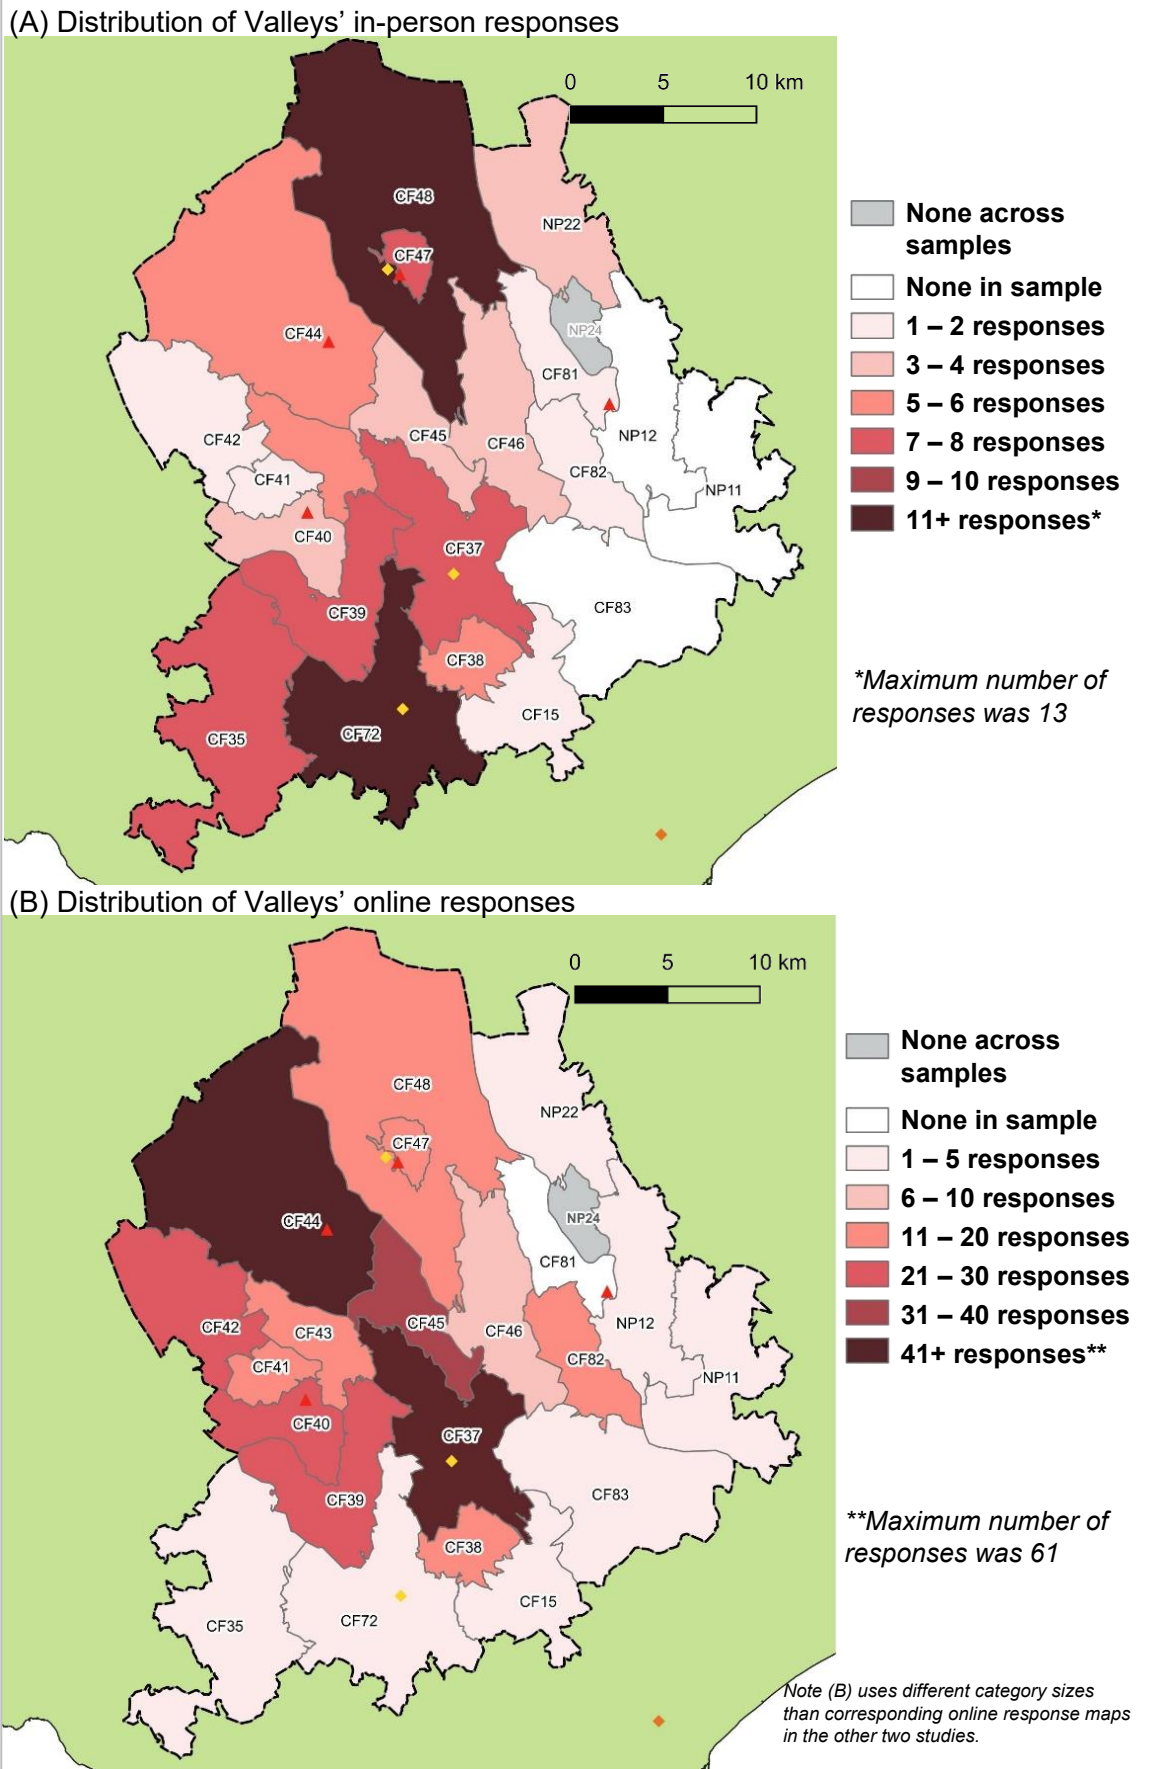 (A) Distribution of Valleys’ in-person responses
0 5 10 km
CF48
NP22
CF47
CF44
NP24
CF81
CF42
CF45
CF46
NP12
CF41
CF82
NP11
CF40
CF37
CF39
CF83
CF38
CF15
CF72
CF35
None across
samples
None in sample
1 – 2 responses
3 – 4 responses
5 – 6 responses
7 – 8 responses
9 – 10 responses
11+ responses*
*Maximum number of
responses was 13
(B) Distribution of Valleys’ online responses
0 5 10 km
CF48
NP22
CF47
CF44
NP24
CF81
CF42
CF43
CF45
CF46
NP12
CF41
CF82
NP11
CF40
CF37
CF39
CF83
CF38
CF15
CF72
CF35
None across
samples
None in sample
1 – 5 responses
6 – 10 responses
11 – 20 responses
21 – 30 responses
31 – 40 responses
41+ responses**
**Maximum number of
responses was 61
Note (B) uses different category sizes
than corresponding online response maps
in the other two studies.